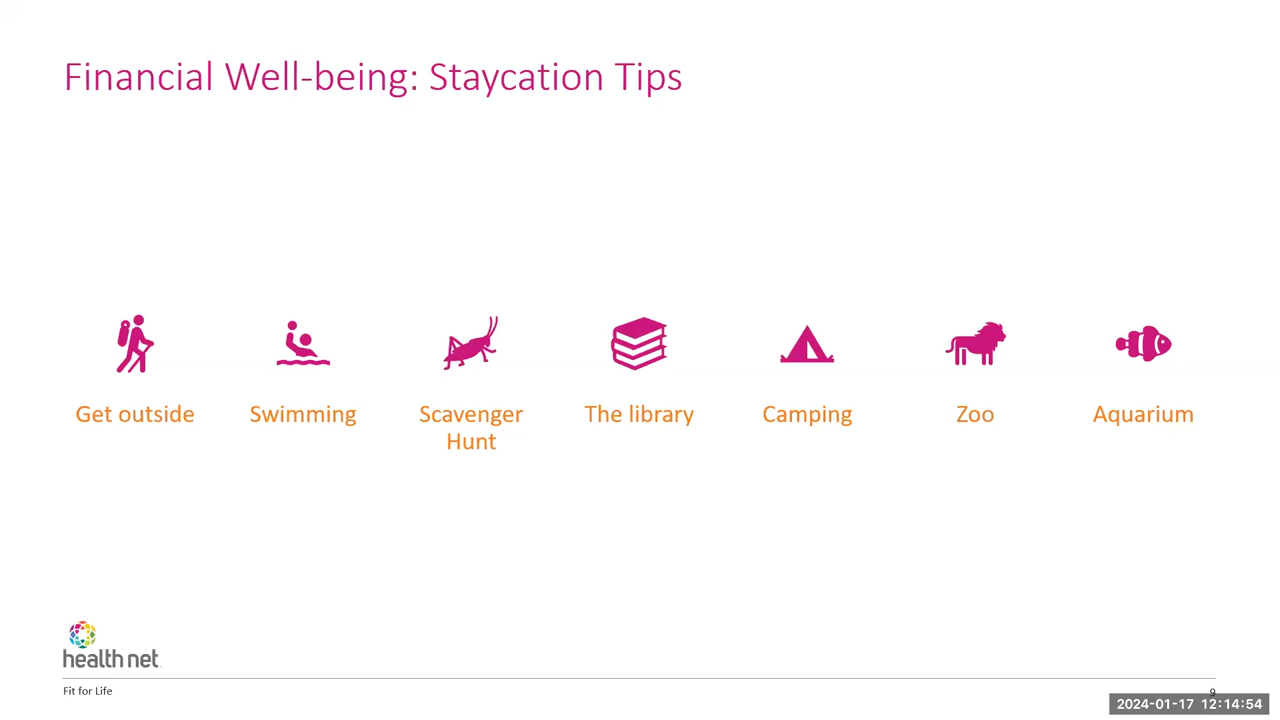 Financial Well-being: Staycation Tips
Get outside
Swimming
Scavenger
Hunt
The library
Camping
Zoo
Aquarium
health net
Fit for Life
9
2024-01-17 12:14:54